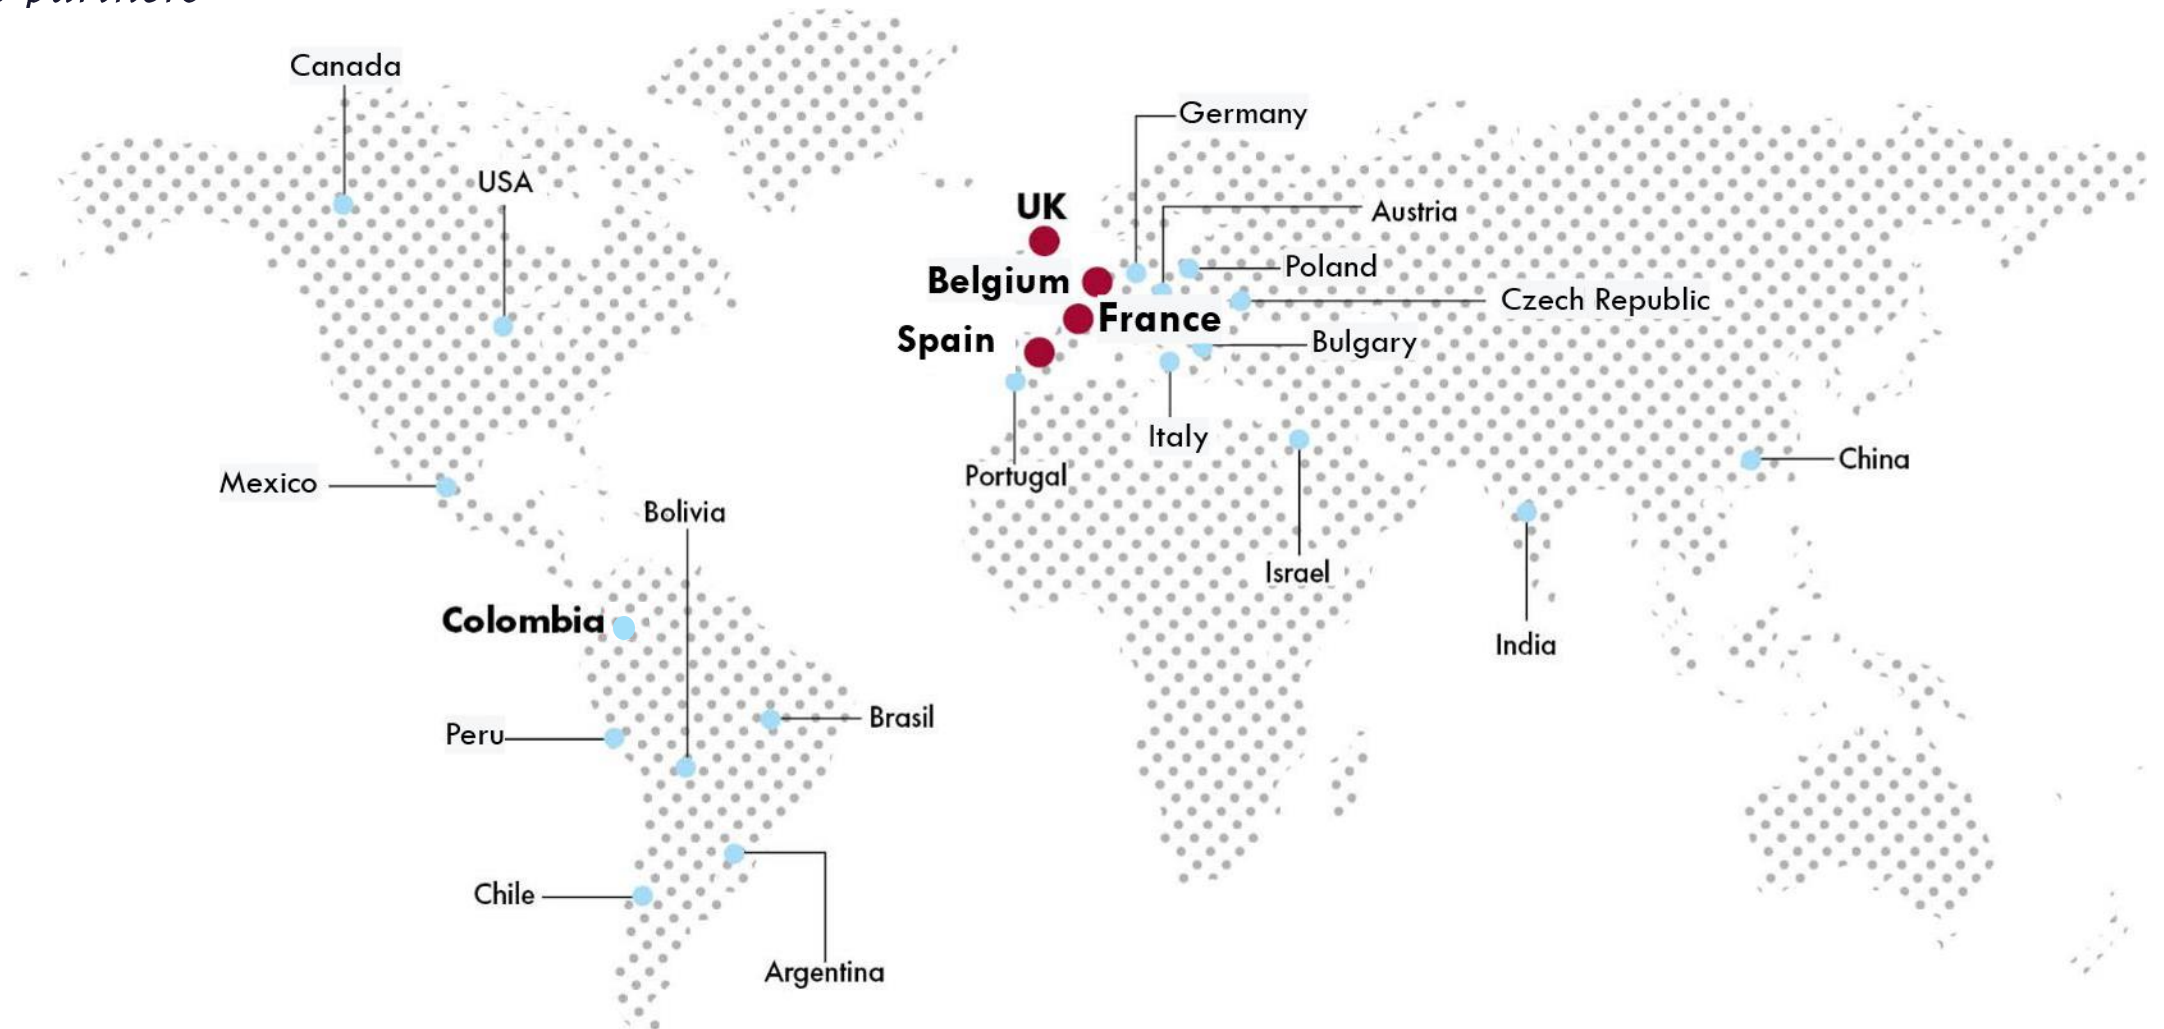 Canada
Germany
USA
UK
Austria
Belgium
Poland
Czech Republic
France
Spain
Bulgary
Italy
Portugal
China
Mexico
Bolivia
Israel
Colombia
India
Brasil
Peru
Chile
Argentina